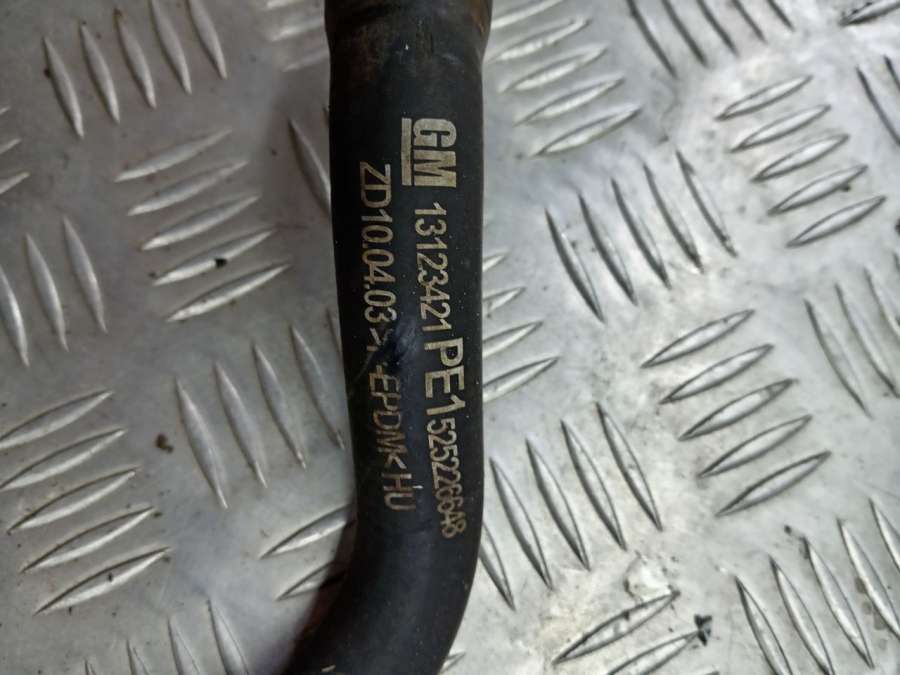 GM 13123421 PE1 525226648
ZD10.04.03 EPDM< HU